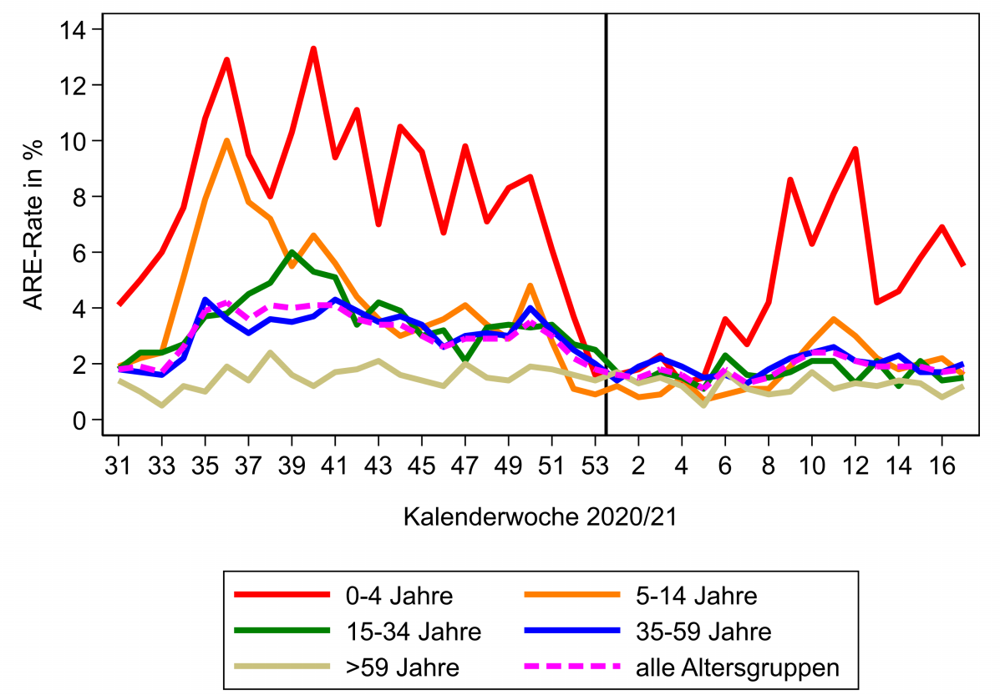 14
12
10
8
6
4
2
0
ARE-Rate in %
31 33 35 37 39 41 43 45 47 49 51 53 2 4 6 8 10 12 14 16
Kalenderwoche 2020/21
0-4 Jahre 5-14 Jahre
15-34 Jahre 35-59 Jahre
>59 Jahre alle Altersgruppen